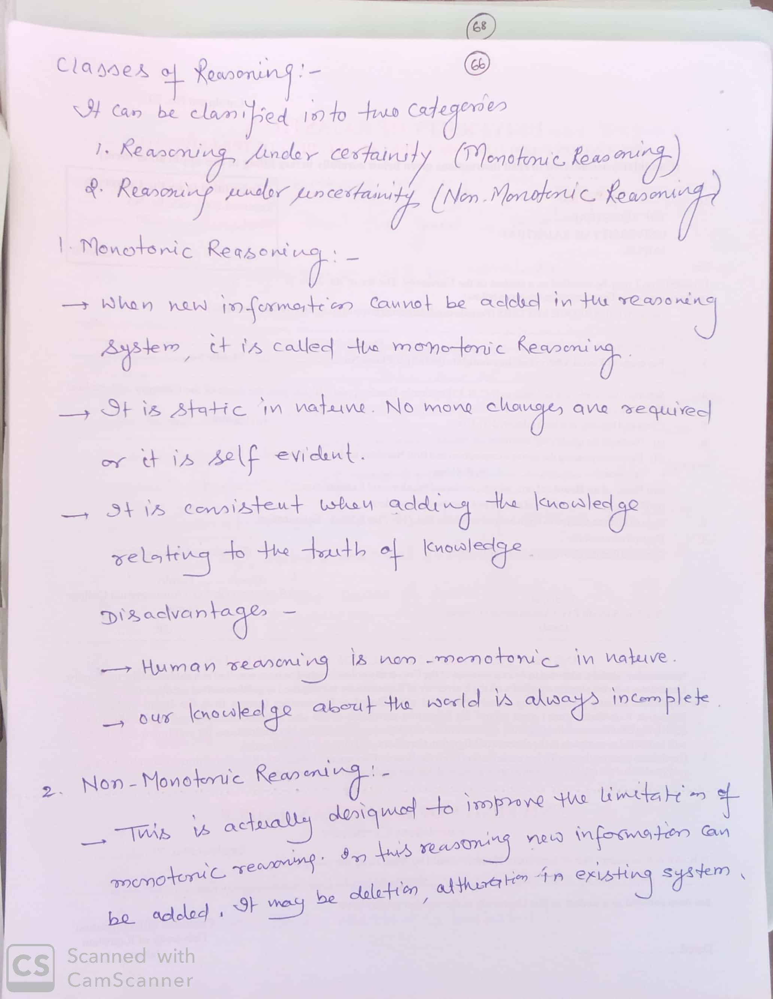 68
66
Classes of Reasoning:-
It can be classified into two categories
1. Reasoning under certainity (Monotonic Reasoning)
2. Reasoning under uncertainity (Non-Monotonic Reasoning)
1. Monotonic Reasoning:-
→ When new information cannot be added in the reasoning
system, it is called the monotonic Reasoning.
→ It is static in nature. No more changes are required
or it is self evident.
→ It is consistent when adding the knowledge
relating to the truth of knowledge.
Disadvantages -
→ Human reasoning is non-monotonic in nature.
→ our knowledge about the world is always incomplete.
2. Non-Monotonic Reasoning:-
→ This is actually designed to improve the limitation of
monotonic reasoning. In this reasoning new information can
be added. It may be deletion, altheration in existing system.
CS Scanned with
CamScanner